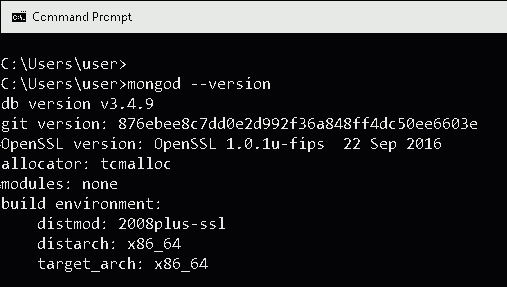 Command Prompt
C:\Users\user>
C:\Users\user>mongod --version
db version v3.4.9
git version: 876ebee8c7dd0e2d992f36a848ff4dc50ee6603e
OpenSSL version: OpenSSL 1.0.1u-fips  22 Sep 2016
allocator: tcmalloc
modules: none
build environment:
    distmod: 2008plus-ssl
    distarch: x86_64
    target_arch: x86_64